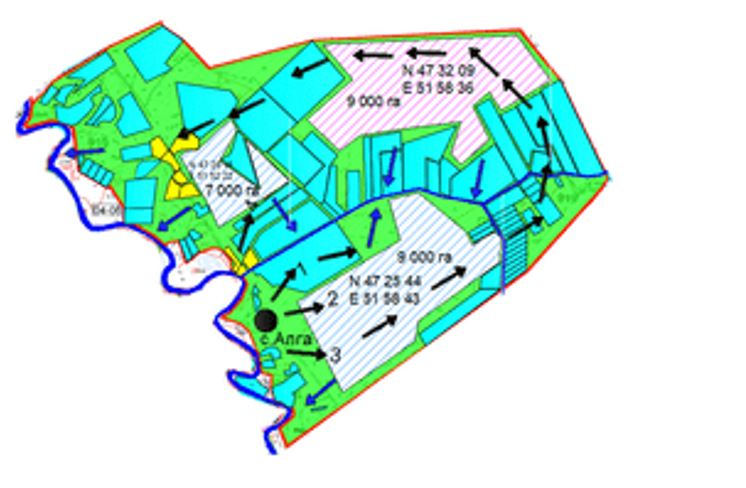 N 47 32 09
E 51 58 36
9 000 га
7 000 га
9 000 га
1
N 47 25 44
2
E 51 58 43
с.Алга
3